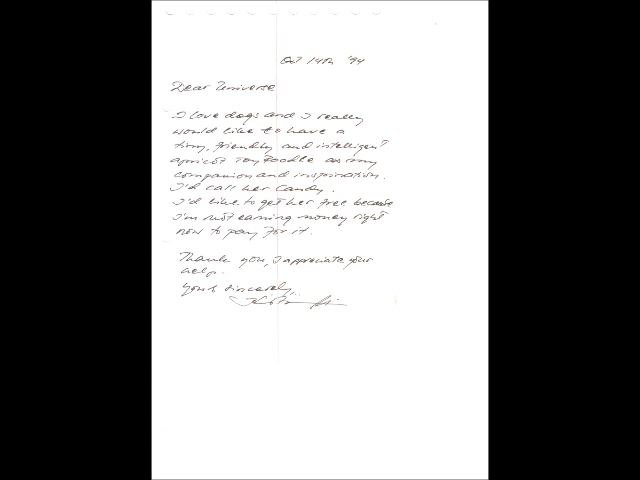 Oct 14th '94
Dear Universe
I love dogs and I really
would like to have a
tiny, friendly and intelligent
apricot Toy Poodle as my
companion and inspiration.
I'd call her Candy.
I'd like to get her free because
I'm not earning money right
now to pay for it.
Thank you, I appreciate your
help.
Yours sincerely,